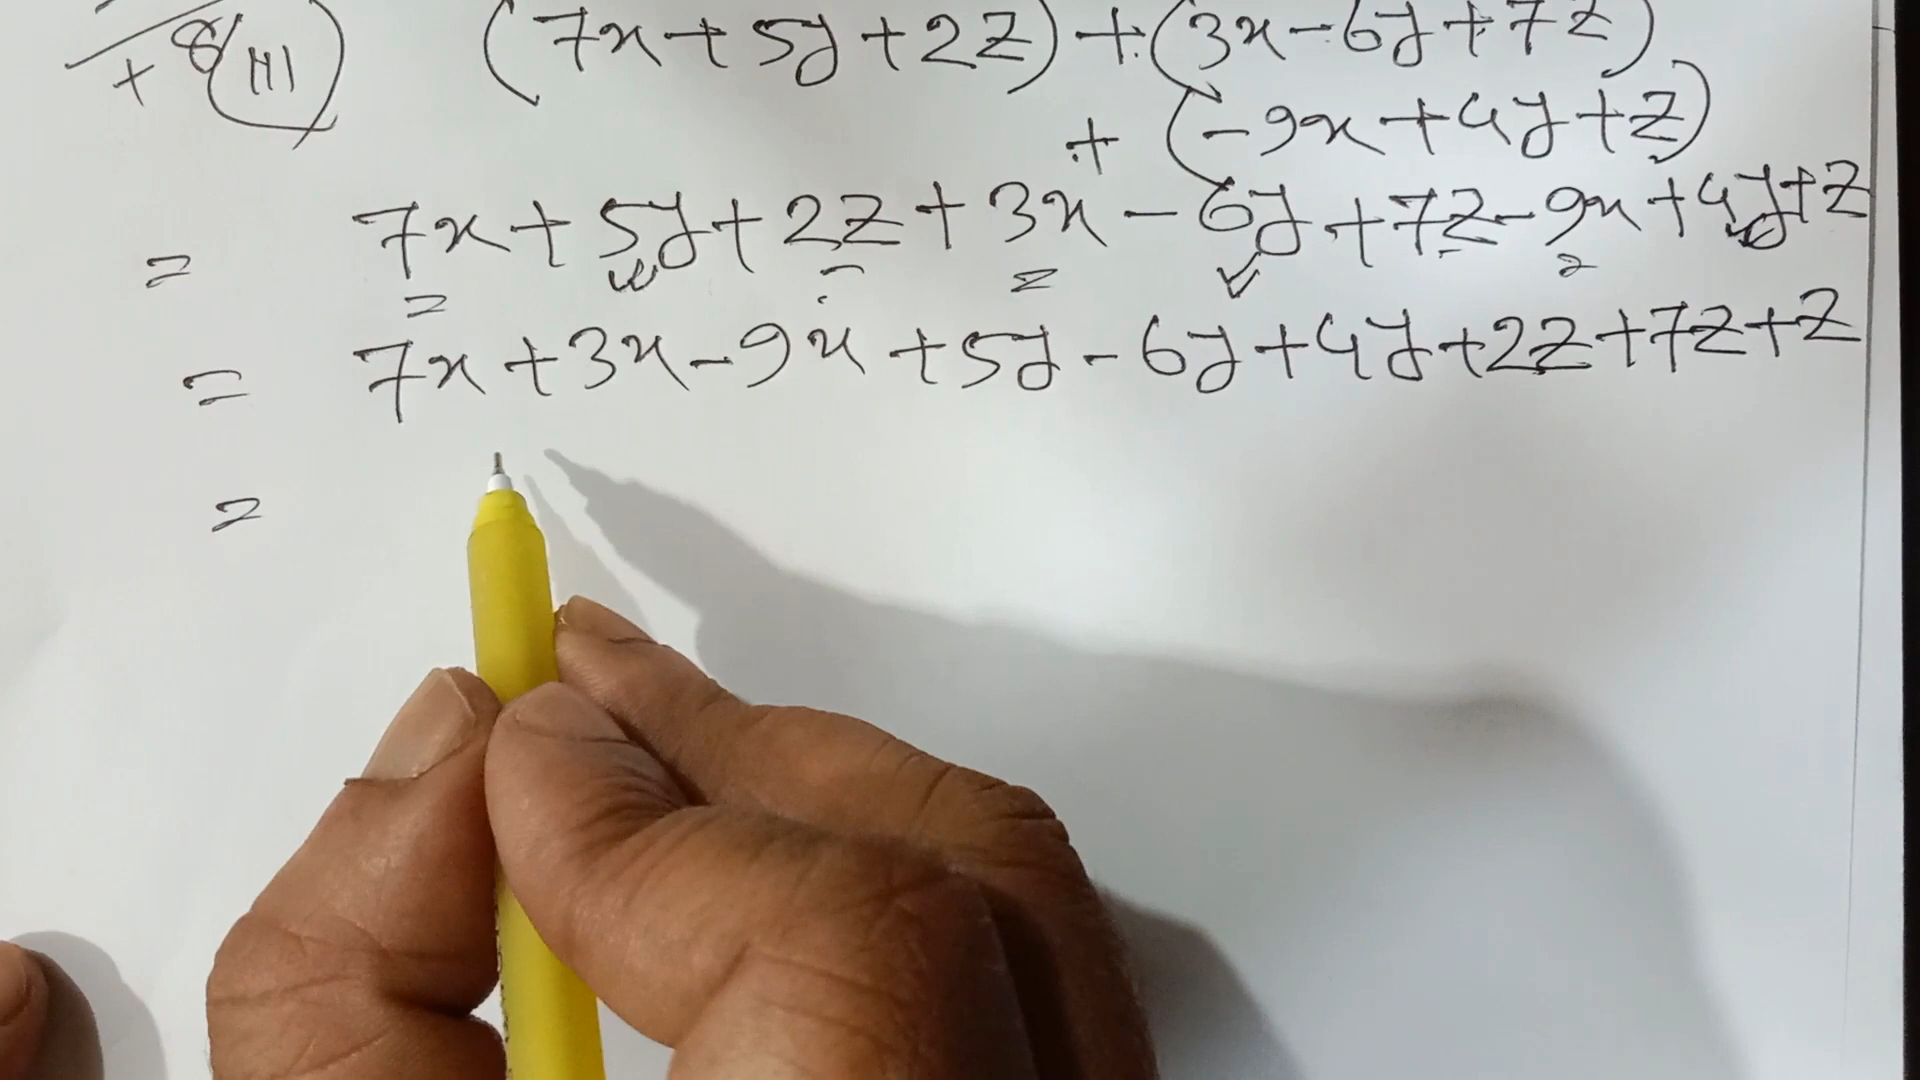 + 8/(III) (7x+5y+2z)+(3x-6y+7z)
+ (-9x+4y+z)
= 7x+5y+2z+3x-6y+7z-9x+4y+z
= 7x+3x-9x+5y-6y+4y+2z+7z+z
=